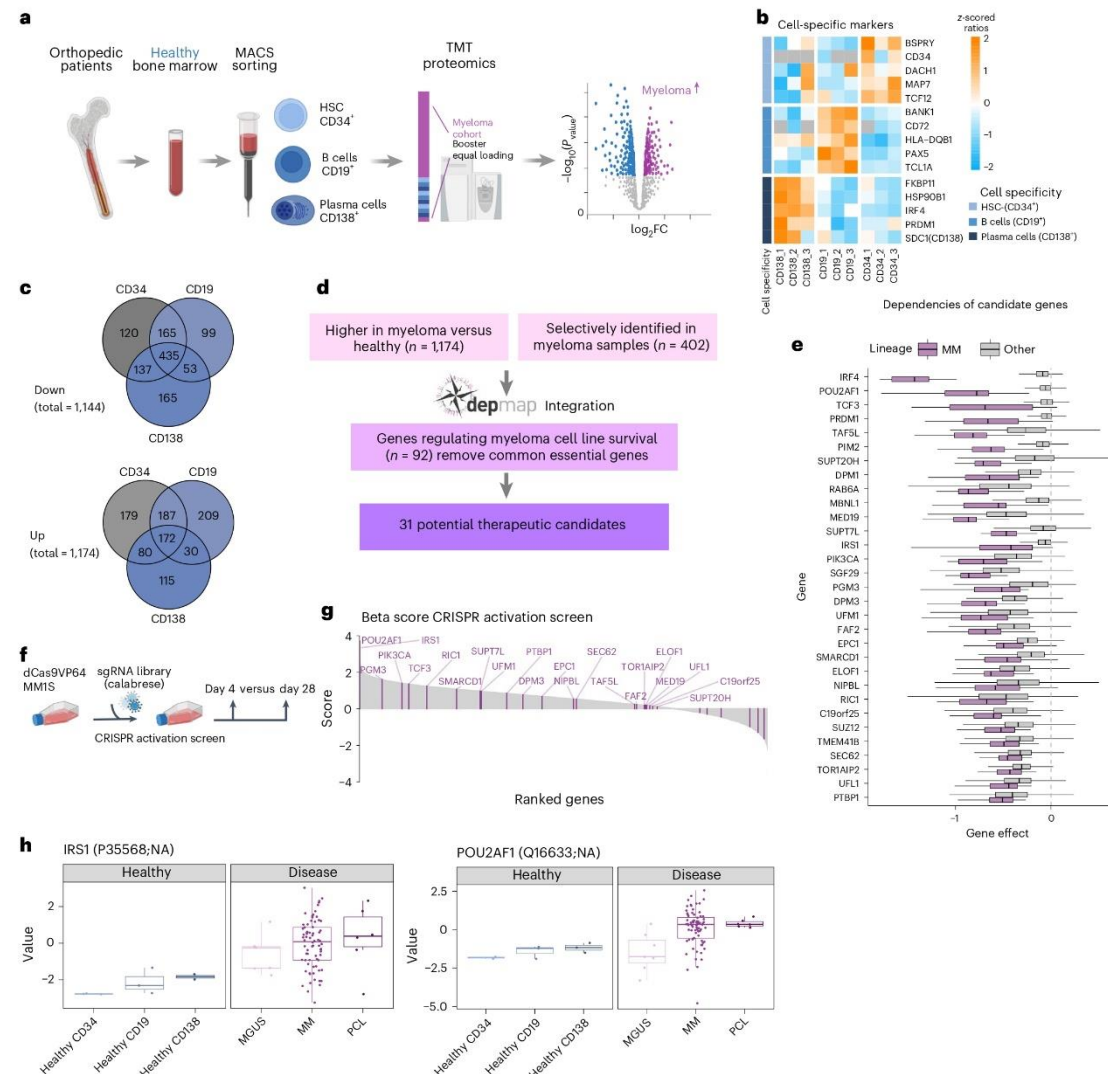 a
Orthopedic
patients
Healthy
bone marrow
MACS
sorting
HSC
CD34+
B cells
CD19+
Plasma cells
CD138+
TMT
proteomics
Myeloma
cohort
Booster
equal loading
Myeloma ↑
−log10(Pvalue)
0
0
log2FC
b
Cell-specific markers
BSPRY
CD34
DACH1
MAP7
TCF12
BANK1
CD72
HLA-DQB1
PAX5
TCL1A
FKBP11
HSP90B1
IRF4
PRDM1
SDC1(CD138)
Cell specificity
CD138_1
CD138_2
CD138_3
CD19_1
CD19_2
CD19_3
CD34_1
CD34_2
CD34_3
z-scored
ratios
2
1
0
−1
−2
Cell specificity
HSC-(CD34+)
B cells (CD19+)
Plasma cells (CD138+)
c
CD34
CD19
120
165
99
435
137
53
165
Down
(total = 1,144)
CD138
CD34
CD19
179
187
209
172
80
30
115
Up
(total = 1,174)
CD138
d
Higher in myeloma versus
healthy (n = 1,174)
Selectively identified in
myeloma samples (n = 402)
depmap Integration
Genes regulating myeloma cell line survival
(n = 92) remove common essential genes
31 potential therapeutic candidates
Dependencies of candidate genes
e
Lineage
MM
Other
IRF4
POU2AF1
TCF3
PRDM1
TAF5L
PIM2
SUPT20H
DPM1
RAB6A
MBNL1
MED19
SUPT7L
IRS1
PIK3CA
SGF29
PGM3
DPM3
UFM1
FAF2
EPC1
SMARCD1
ELOF1
NIPBL
RIC1
C19orf25
SUZ12
TMEM41B
SEC62
TOR1AIP2
UFL1
PTBP1
Gene
−1
0
Gene effect
f
dCas9VP64
MM1S
sgRNA library
(calabrese)
Day 4 versus day 28
CRISPR activation screen
g
Beta score CRISPR activation screen
4
2
0
−2
−4
Score
POU2AF1
IRS1
PIK3CA
RIC1
SUPT7L
PTBP1
SEC62
ELOF1
PGM3
TCF3
UFM1
EPC1
TOR1AIP2
UFL1
SMARCD1
DPM3
NIPBL
TAF5L
MED19
C19orf25
FAF2
SUPT20H
Ranked genes
h
IRS1 (P35568;NA)
Healthy
Disease
2
0
−2
Value
Healthy CD34
Healthy CD19
Healthy CD138
MGUS
MM
PCL
POU2AF1 (Q16633;NA)
Healthy
Disease
2.5
0
−2.5
−5.0
Value
Healthy CD34
Healthy CD19
Healthy CD138
MGUS
MM
PCL